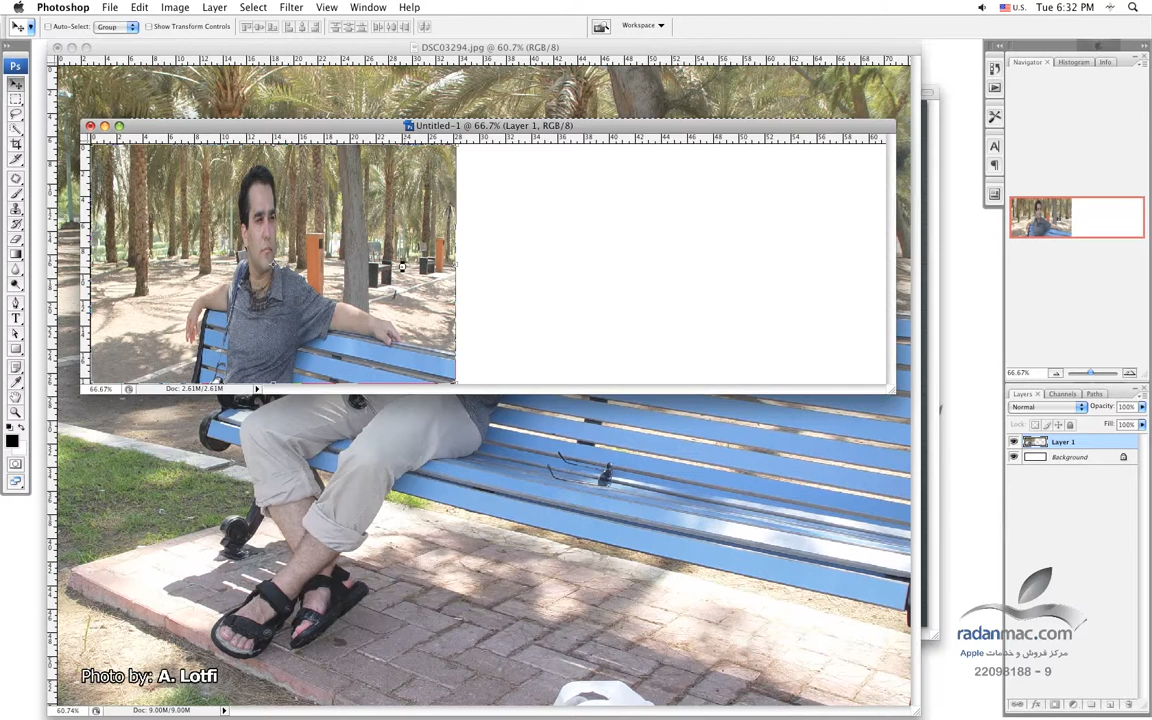 Photoshop File Edit Image Layer Select Filter View Window Help
U.S. Tue 6:32 PM
Auto-Select: Group Show Transform Controls Workspace
DSC03294.jpg @ 60.7% (RGB/8)
Untitled-1 @ 66.7% (Layer 1, RGB/8)
Ps
T
66.67% Doc: 2.61M/2.61M
Navigator × Histogram Info
66.67%
Layers × Channels Paths
Normal Opacity: 100%
Lock: Fill: 100%
Layer 1
Background
radanmac.com
مرکز فروش و خدمات Apple
22098188 - 9
Photo by: A. Lotfi
60.74% Doc: 9.00M/9.00M